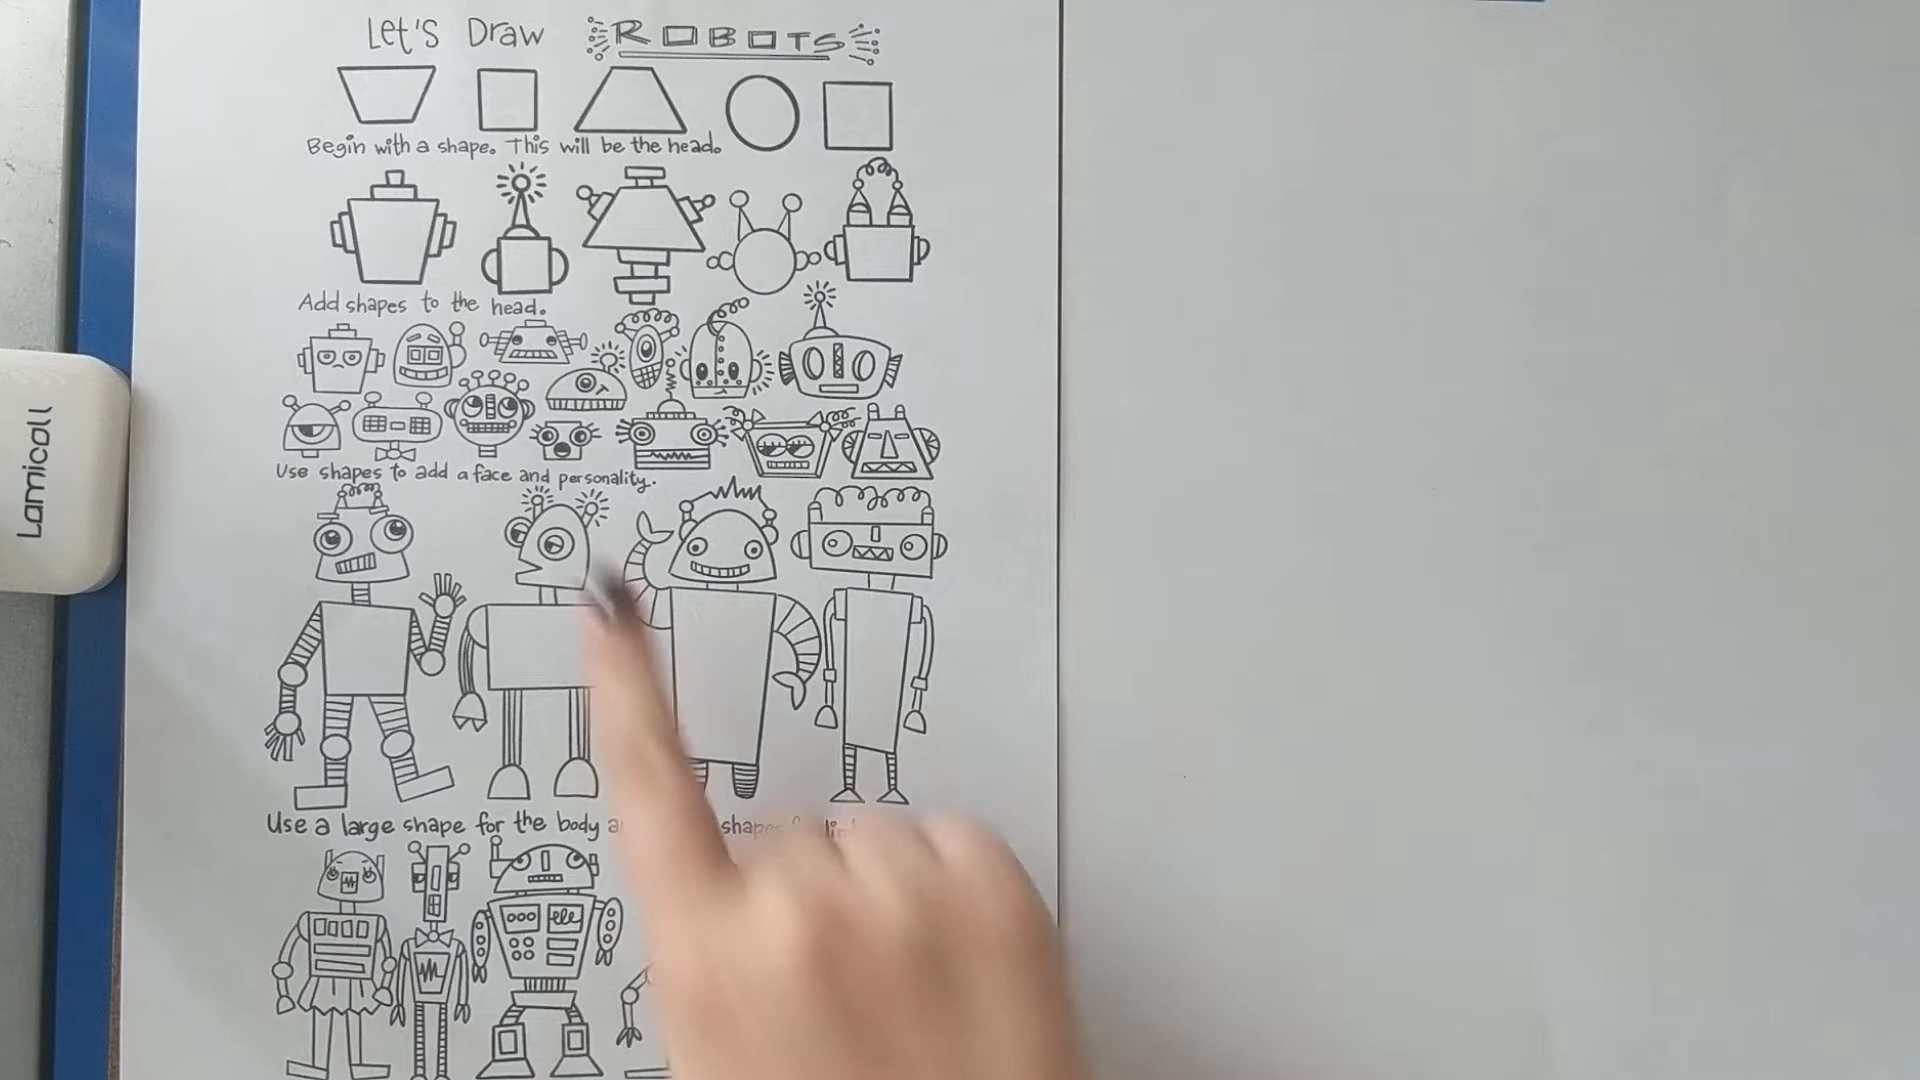 Let's Draw ROBOTS
Begin with a shape. This will be the head.
Add shapes to the head.
Use shapes to add a face and personality.
Use a large shape for the body
Lamicall